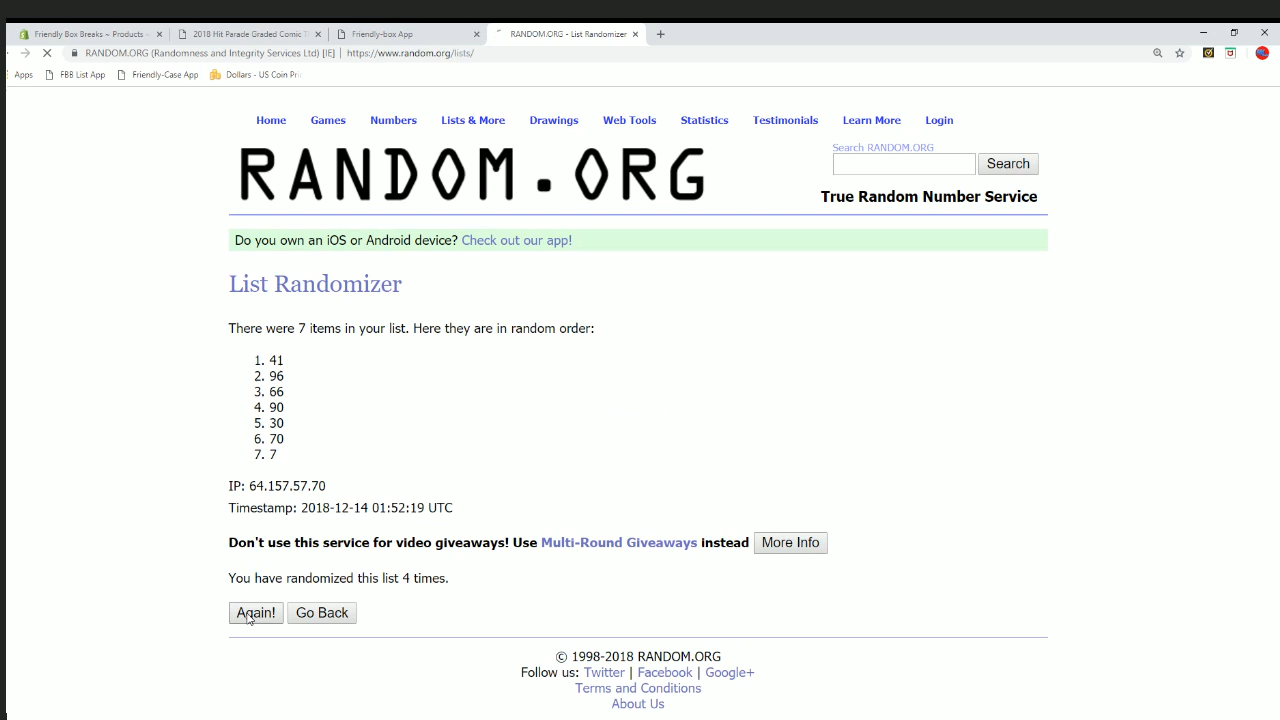 Friendly Box Breaks ~ Products ~ 2018 Hit Parade Graded Comic Friendly-box App RANDOM.ORG - List Randomizer
RANDOM.ORG (Randomness and Integrity Services Ltd) [IE] | https://www.random.org/lists/
Apps FBB List App Friendly-Case App Dollars - US Coin Pric
Home Games Numbers Lists & More Drawings Web Tools Statistics Testimonials Learn More Login
Search RANDOM.ORG
RANDOM.ORG
Search
True Random Number Service
Do you own an iOS or Android device? Check out our app!
List Randomizer
There were 7 items in your list. Here they are in random order:
1. 41
2. 96
3. 66
4. 90
5. 30
6. 70
7. 7
IP: 64.157.57.70
Timestamp: 2018-12-14 01:52:19 UTC
Don't use this service for video giveaways! Use Multi-Round Giveaways instead More Info
You have randomized this list 4 times.
Again! Go Back
© 1998-2018 RANDOM.ORG
Follow us: Twitter | Facebook | Google+
Terms and Conditions
About Us